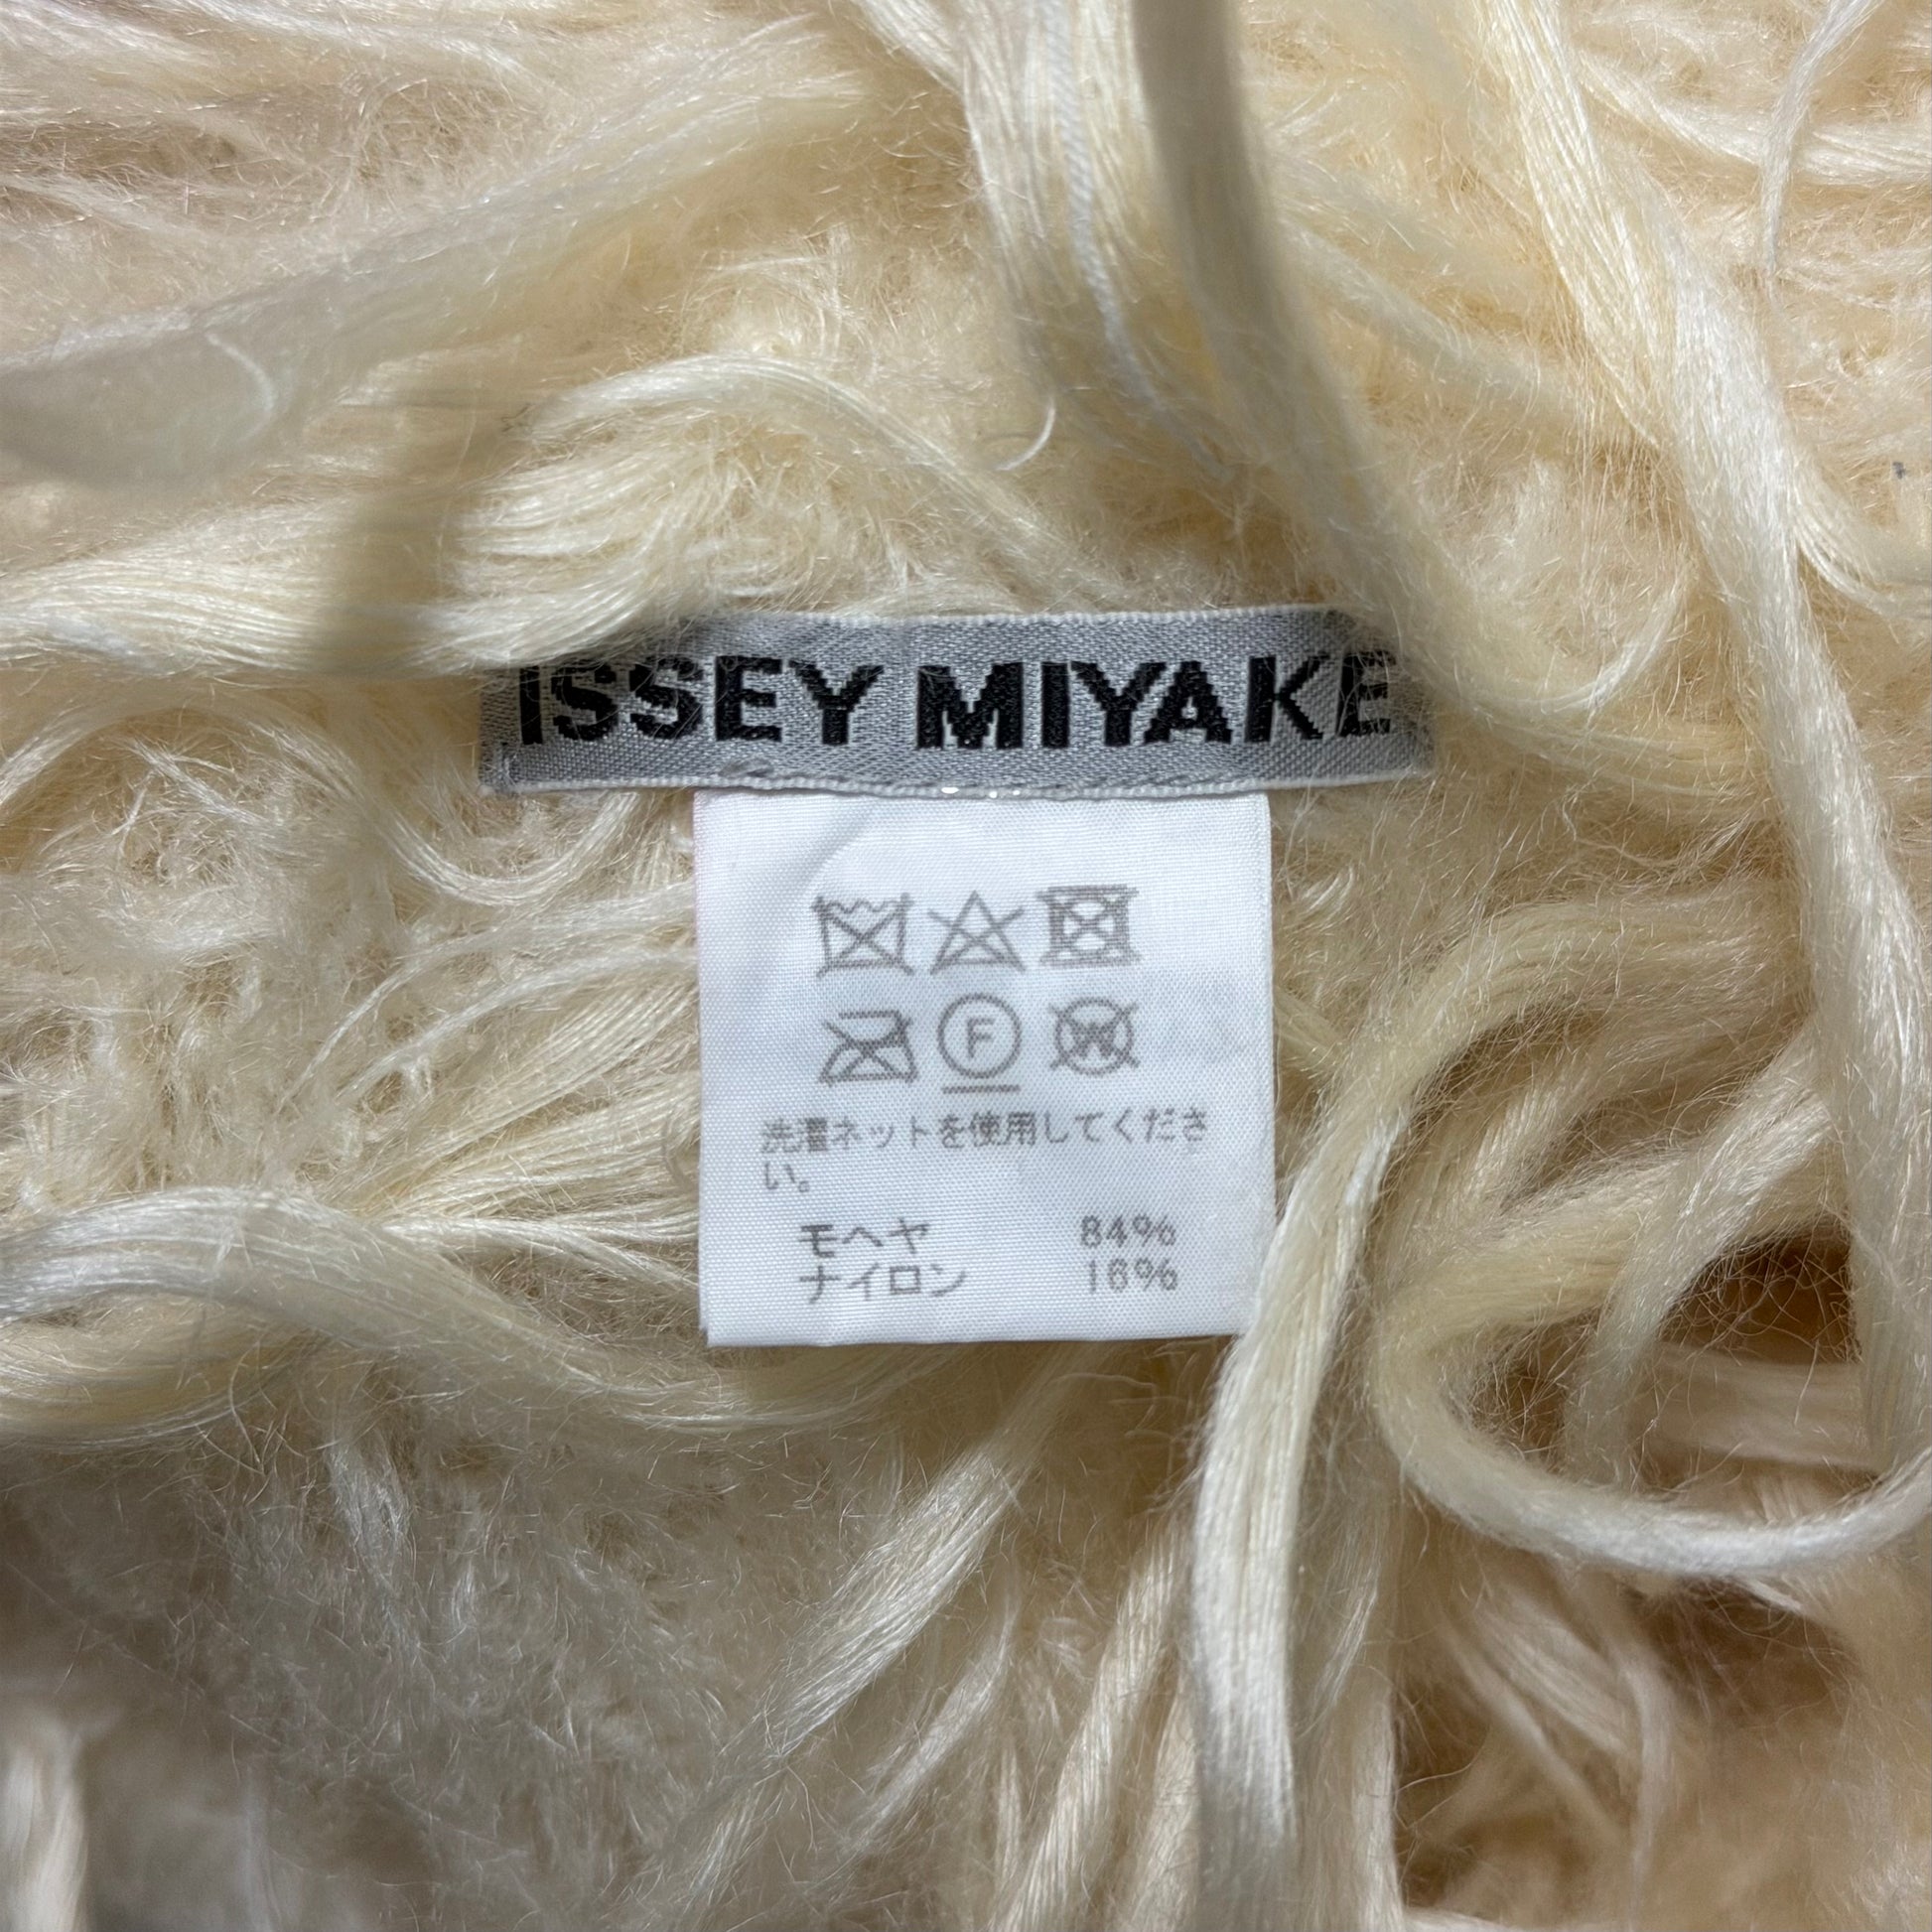 ISSEY MIYAKE
F W
洗濯ネットを使用してくださ
い。
モヘヤ 84%
ナイロン 16%